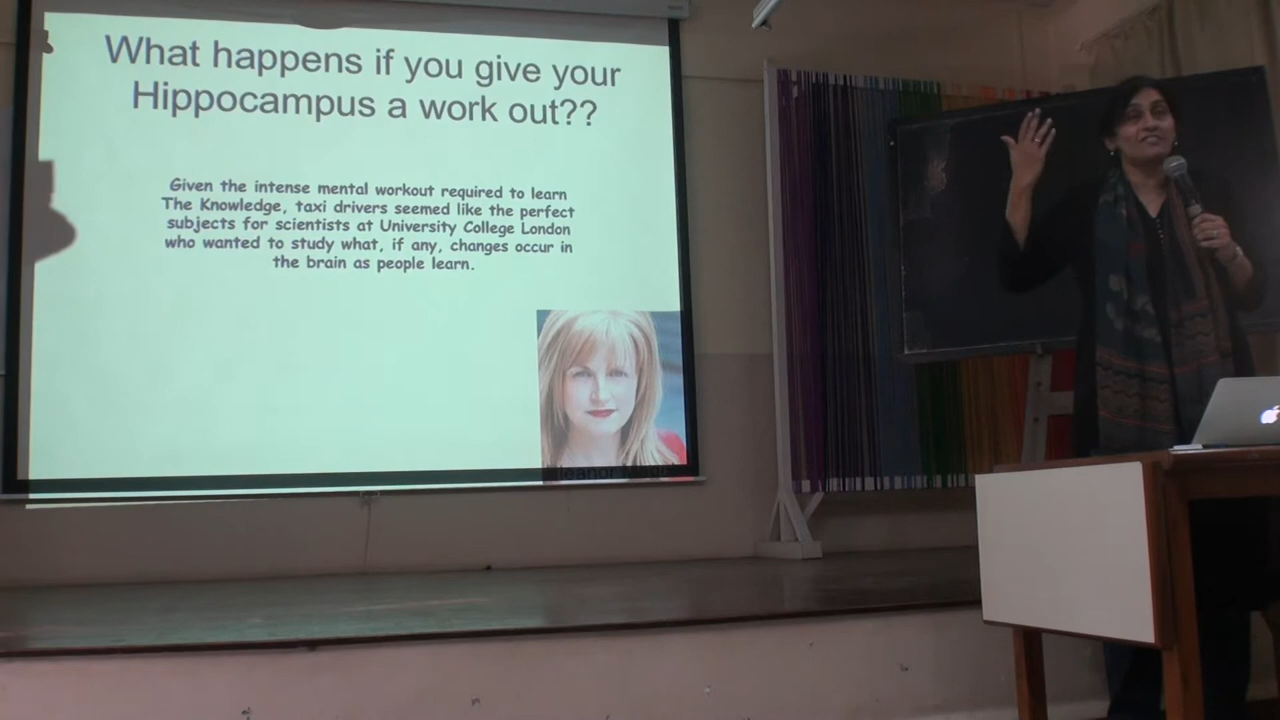 What happens if you give your
Hippocampus a work out??
Given the intense mental workout required to learn
The Knowledge, taxi drivers seemed like the perfect
subjects for scientists at University College London
who wanted to study what, if any, changes occur in
the brain as people learn.